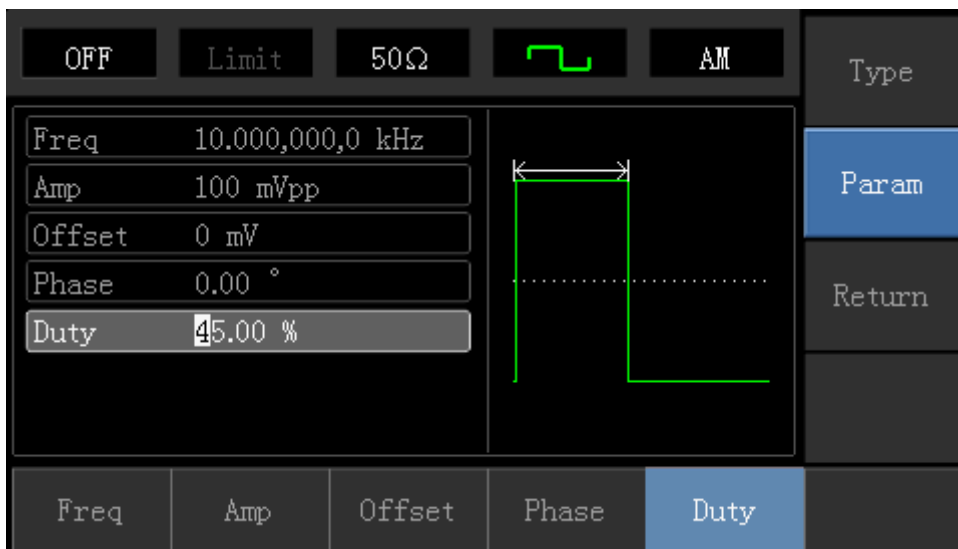 OFF Limit 50Ω AM
Type
Freq 10.000,000,0 kHz
Amp 100 mVpp
Param
Offset 0 mV
Phase 0.00 °
Return
Duty 45.00 %
Freq Amp Offset Phase Duty